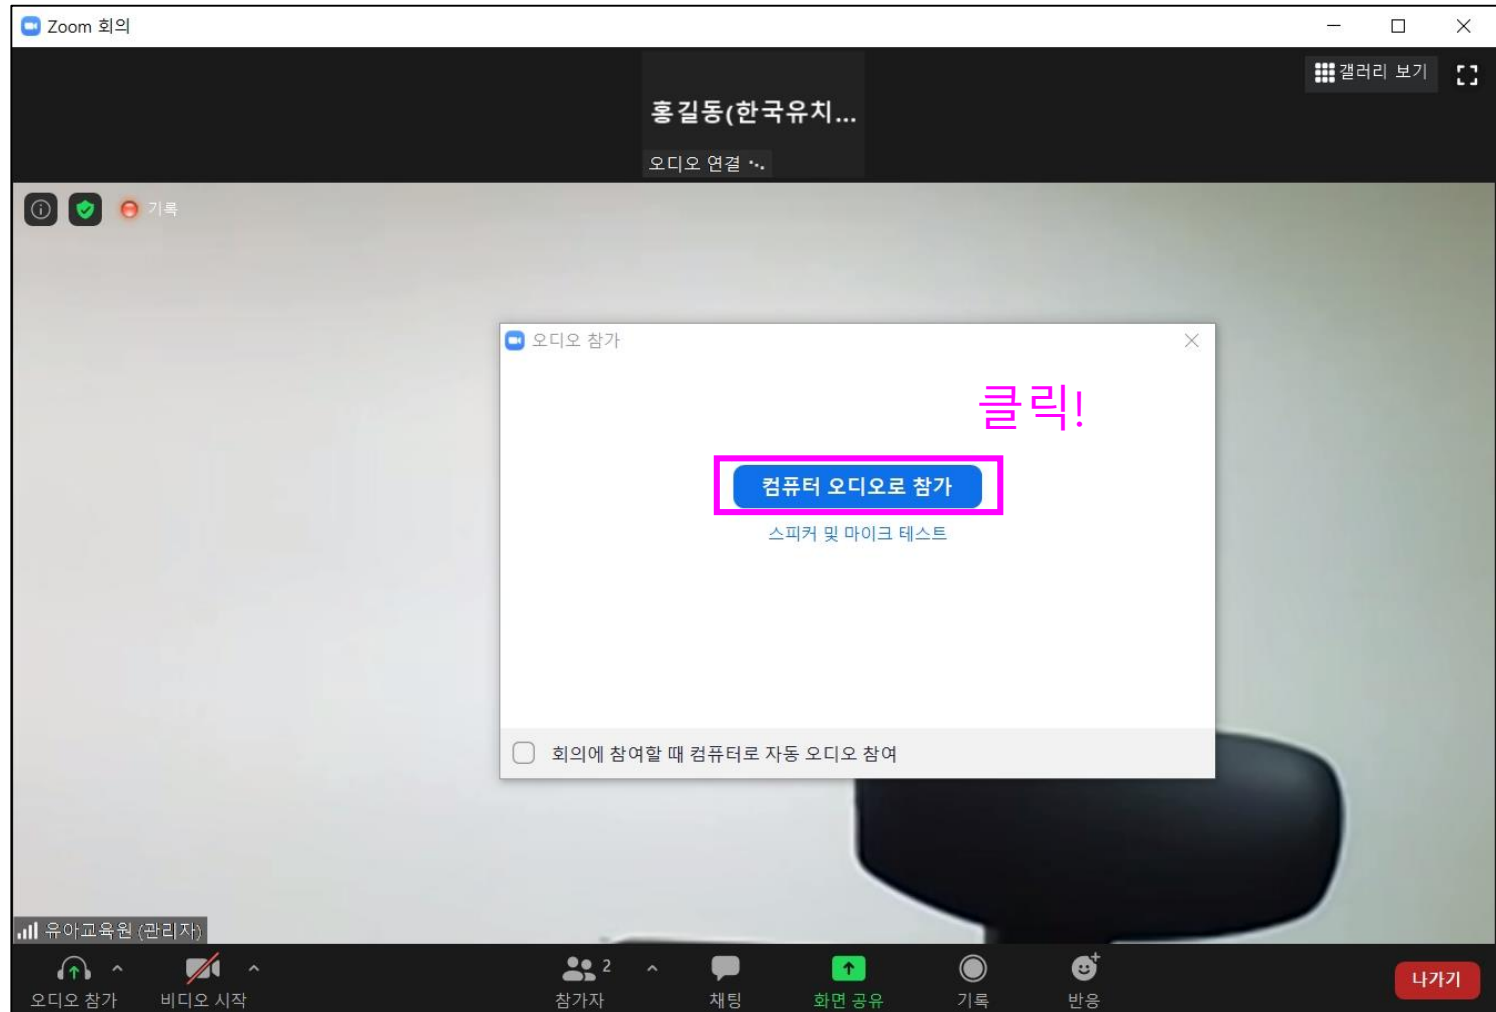 Zoom 회의
갤러리 보기
홍길동(한국유치...
오디오 연결
기록
오디오 참가
클릭!
컴퓨터 오디오로 참가
스피커 및 마이크 테스트
회의에 참여할 때 컴퓨터로 자동 오디오 참여
유아교육원 (관리자)
2
오디오 참가
비디오 시작
참가자
채팅
화면 공유
기록
반응
나가기